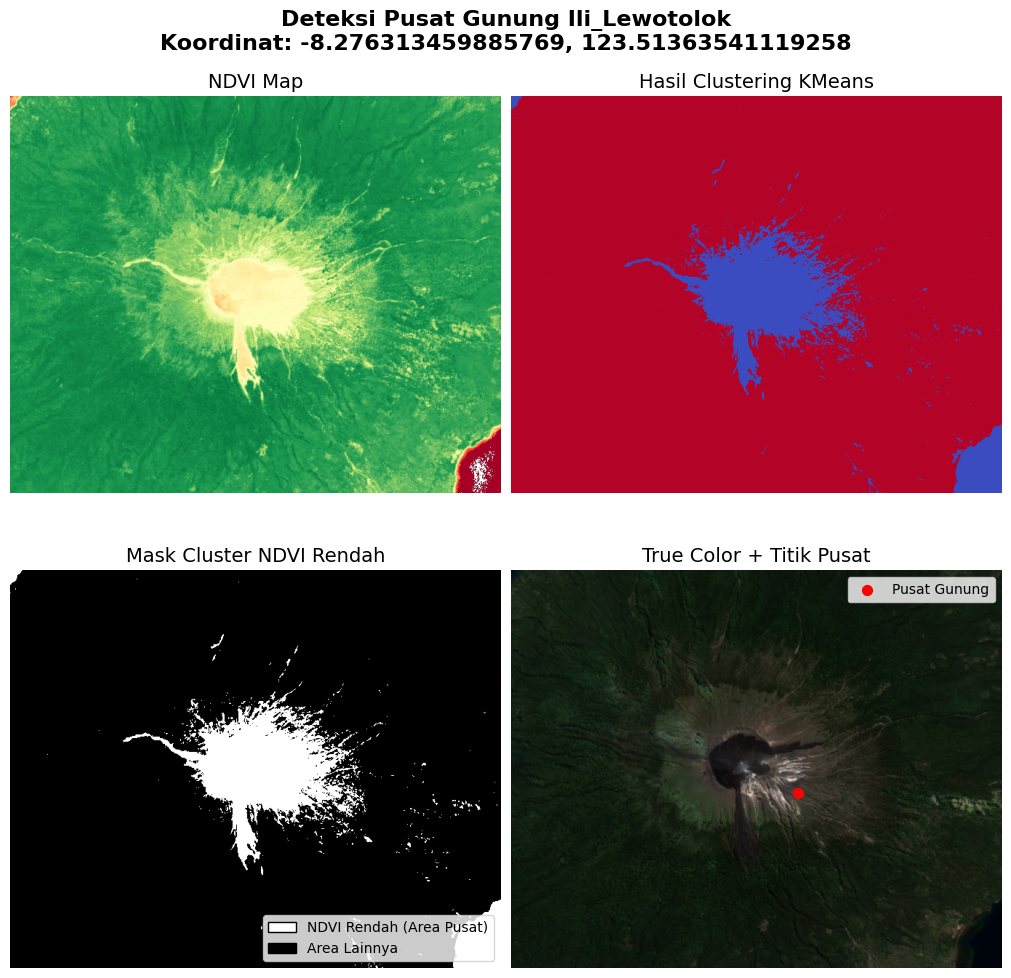 Deteksi Pusat Gunung Ili_Lewotolok
Koordinat: -8.276313459885769, 123.51363541119258
NDVI Map
Hasil Clustering KMeans
Mask Cluster NDVI Rendah
True Color + Titik Pusat
Pusat Gunung
NDVI Rendah (Area Pusat)
Area Lainnya